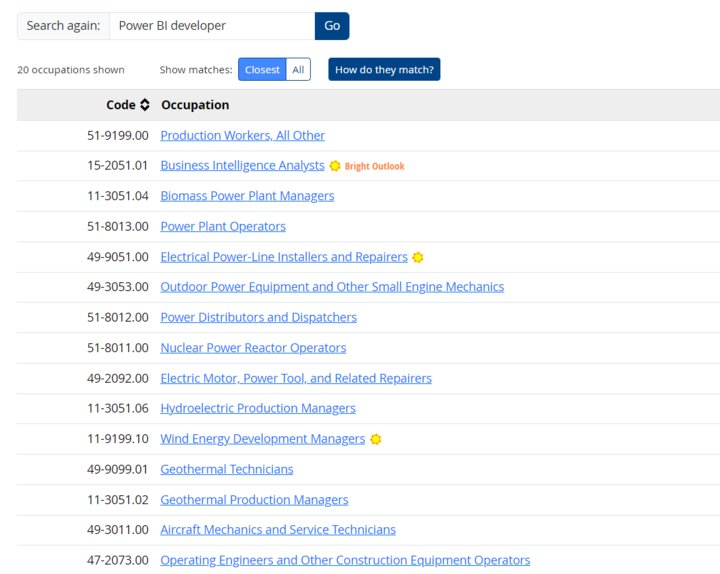 Search again: Power BI developer Go
20 occupations shown Show matches: Closest All How do they match?
Code Occupation
51-9199.00 Production Workers, All Other
15-2051.01 Business Intelligence Analysts Bright Outlook
11-3051.04 Biomass Power Plant Managers
51-8013.00 Power Plant Operators
49-9051.00 Electrical Power-Line Installers and Repairers
49-3053.00 Outdoor Power Equipment and Other Small Engine Mechanics
51-8012.00 Power Distributors and Dispatchers
51-8011.00 Nuclear Power Reactor Operators
49-2092.00 Electric Motor, Power Tool, and Related Repairers
11-3051.06 Hydroelectric Production Managers
11-9199.10 Wind Energy Development Managers
49-9099.01 Geothermal Technicians
11-3051.02 Geothermal Production Managers
49-3011.00 Aircraft Mechanics and Service Technicians
47-2073.00 Operating Engineers and Other Construction Equipment Operators